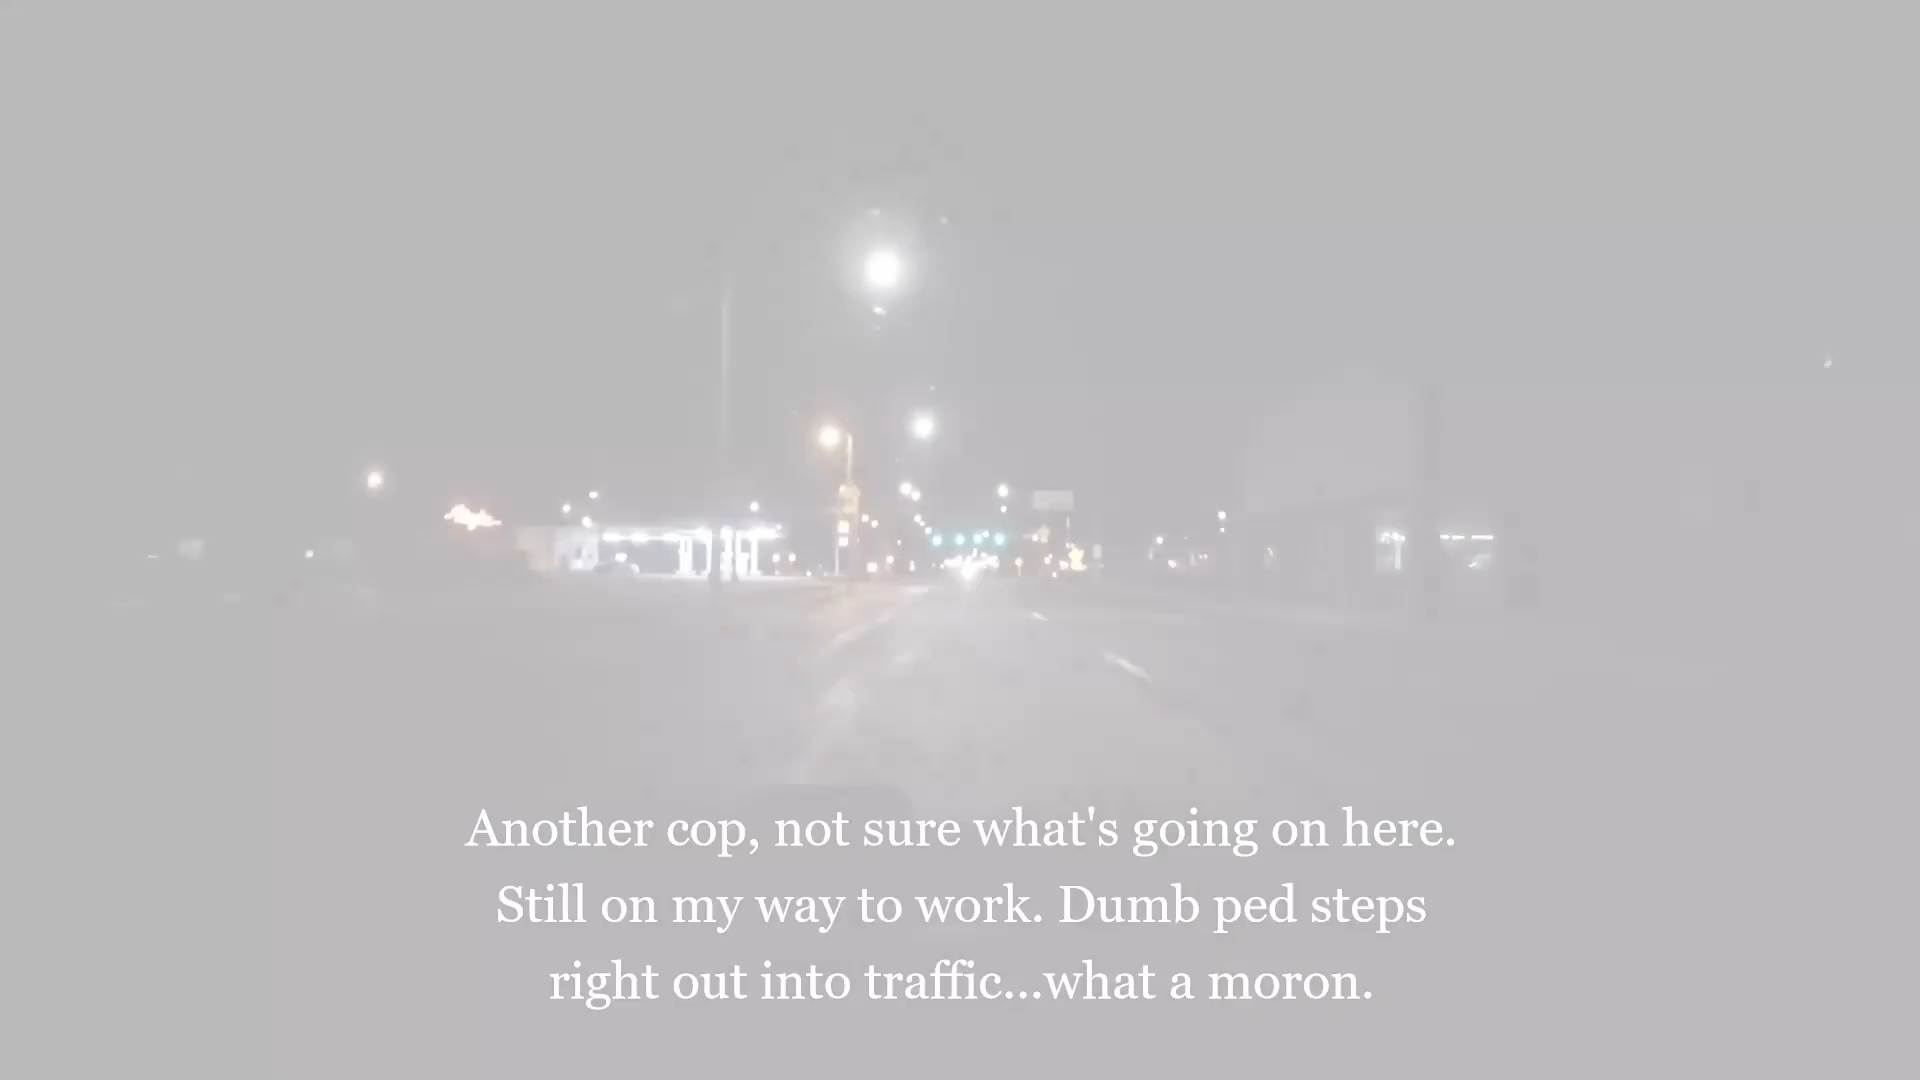 Another cop, not sure what's going on here.
Still on my way to work. Dumb ped steps
right out into traffic...what a moron.